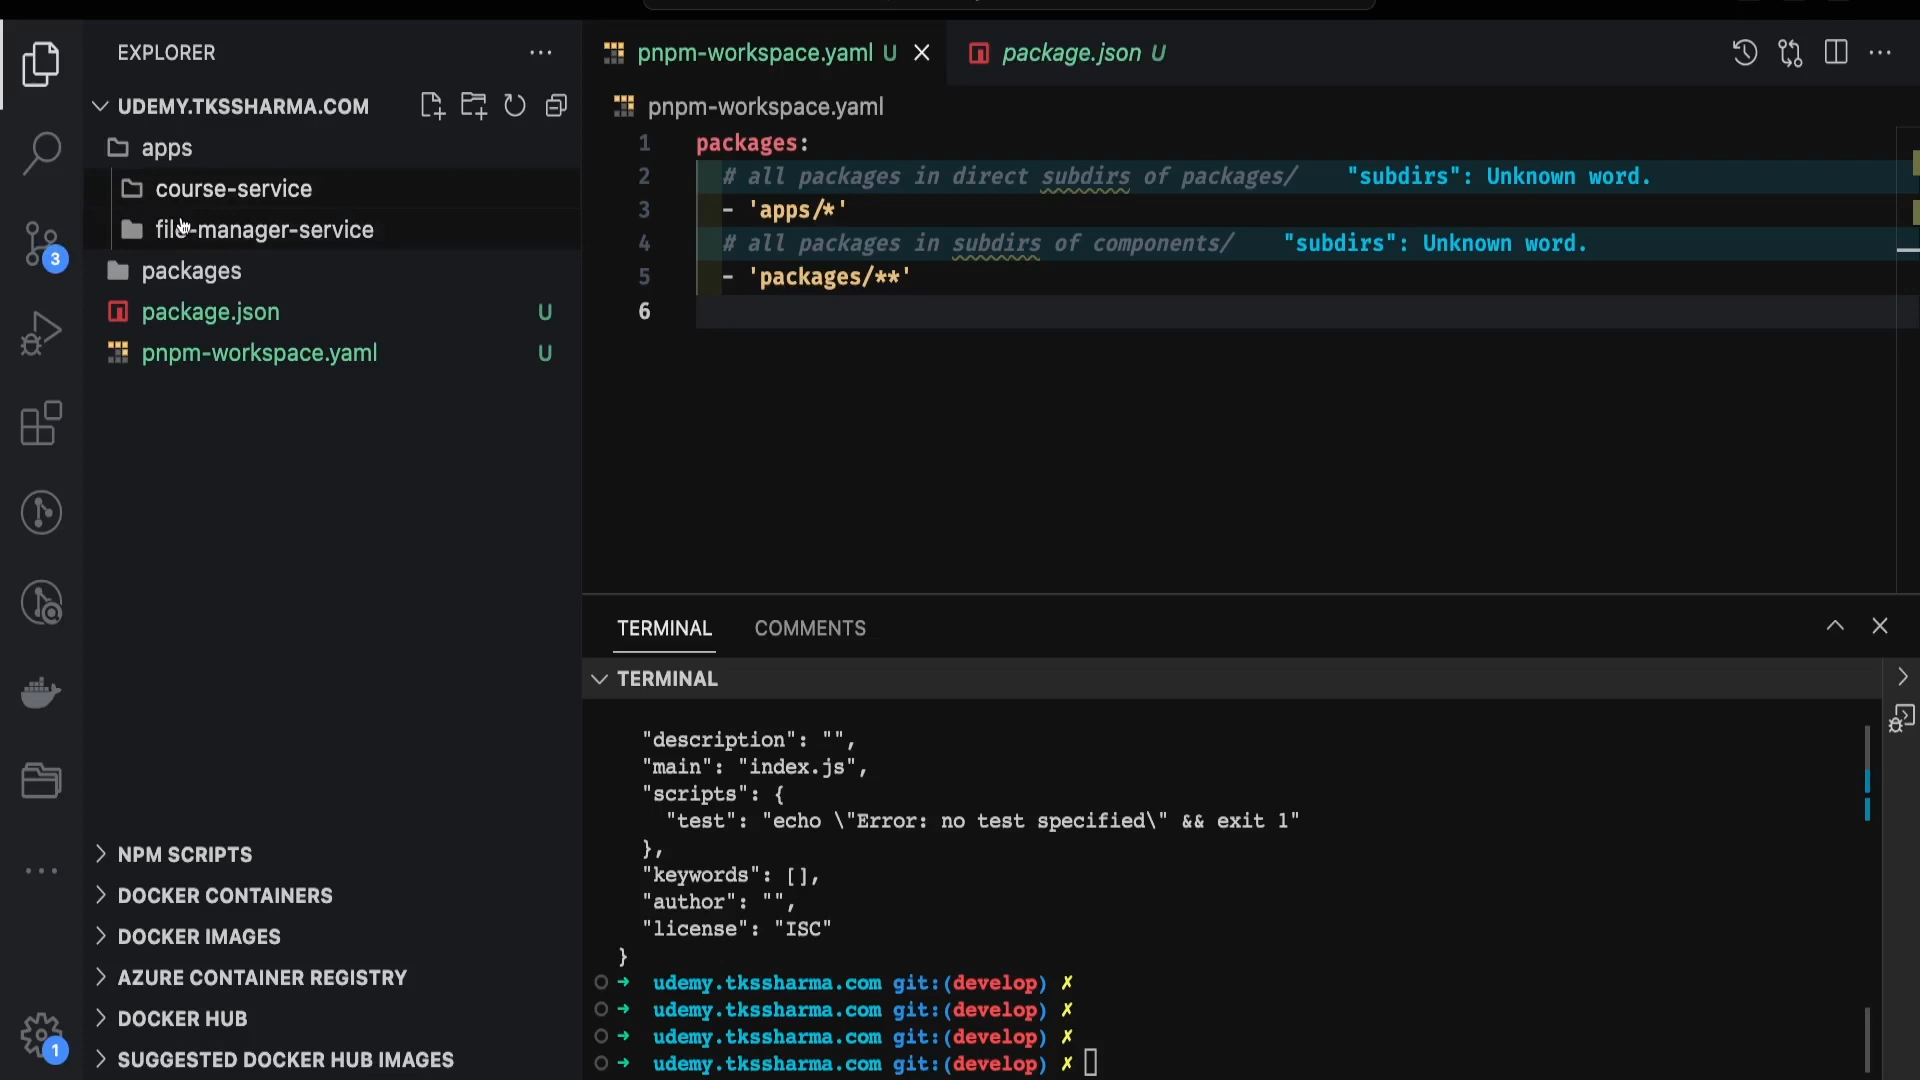 EXPLORER
UDEMY.TKSSHARMA.COM
apps
course-service
file-manager-service
packages
package.json U
pnpm-workspace.yaml U
NPM SCRIPTS
DOCKER CONTAINERS
DOCKER IMAGES
AZURE CONTAINER REGISTRY
DOCKER HUB
SUGGESTED DOCKER HUB IMAGES
3
1
pnpm-workspace.yaml U
package.json U
pnpm-workspace.yaml
1 packages:
2 # all packages in direct subdirs of packages/ "subdirs": Unknown word.
3 - 'apps/*'
4 # all packages in subdirs of components/ "subdirs": Unknown word.
5 - 'packages/**'
6
TERMINAL COMMENTS
TERMINAL
"description": "",
"main": "index.js",
"scripts": {
"test": "echo \"Error: no test specified\" && exit 1"
},
"keywords": [],
"author": "",
"license": "ISC"
}
➜ udemy.tkssharma.com git:(develop) ✗
➜ udemy.tkssharma.com git:(develop) ✗
➜ udemy.tkssharma.com git:(develop) ✗
➜ udemy.tkssharma.com git:(develop) ✗